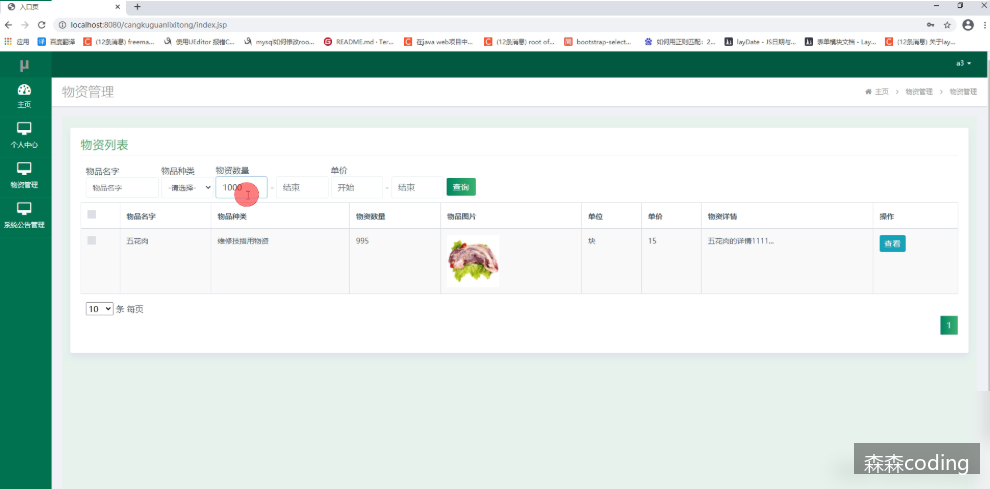 入口页
localhost:8080/cangkuguanlixitong/index.jsp
应用 百度翻译 (12条消息) freema... 使用UEditor 报错C... mysql如何修改roo... README.md · Ter... 在java web项目中... (12条消息) root of... bootstrap-select... 如何用正则匹配：2... layDate - JS日期与... 表单模块文档 - Lay... (12条消息) 关于lay...
μ
a3
主页
个人中心
物资管理
系统公告管理
物资管理
主页 > 物资管理 > 物资管理
物资列表
物品名字 物品种类 物资数量 单价
物品名字 -请选择- 1000 - 结束 开始 - 结束 查询
物品名字 物品种类 物资数量 物品图片 单位 单价 物资详情 操作
五花肉 维修技措用物资 995 块 15 五花肉的详情1111... 查看
10 条 每页
1
森森coding